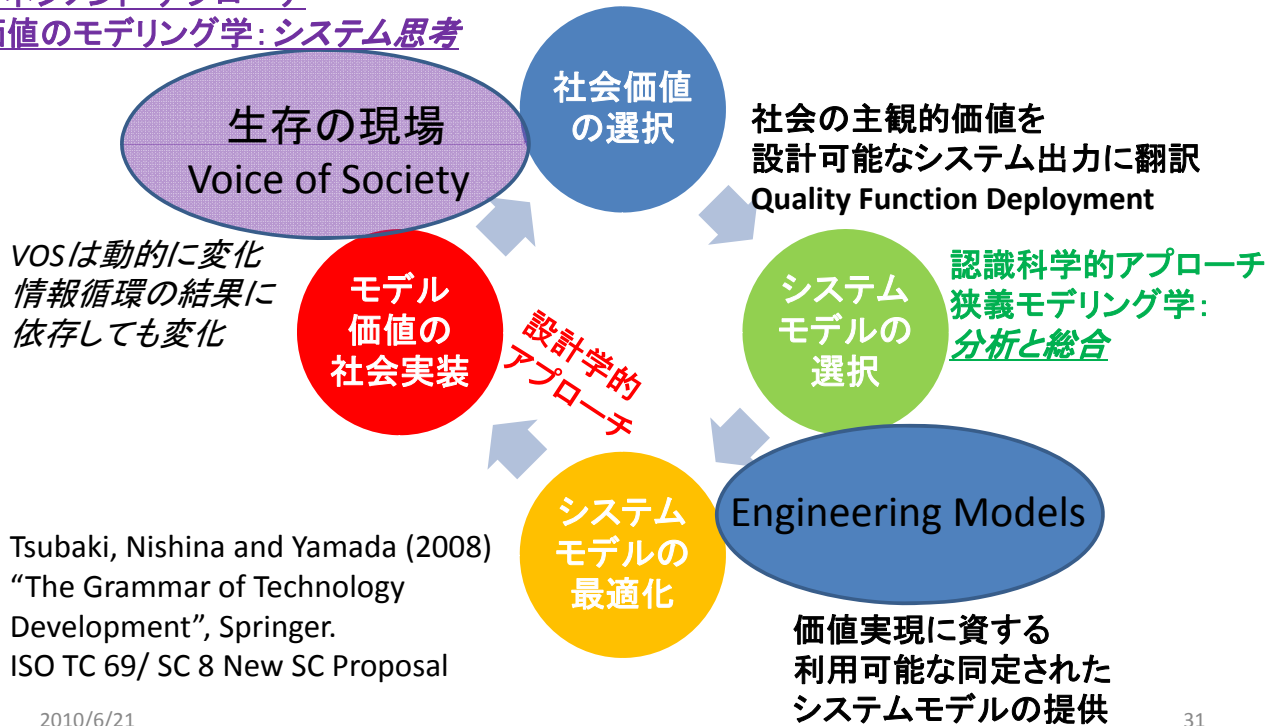 価値のモデリング学：システム思考
生存の現場
Voice of Society
社会価値
の選択
社会の主観的価値を
設計可能なシステム出力に翻訳
Quality Function Deployment
VOSは動的に変化
情報循環の結果に
依存しても変化
モデル
価値の
社会実装
設計学的
アプローチ
システム
モデルの
選択
認識科学的アプローチ
狭義モデリング学：
分析と総合
システム
モデルの
最適化
Engineering Models
Tsubaki, Nishina and Yamada (2008)
“The Grammar of Technology
Development”, Springer.
ISO TC 69/ SC 8 New SC Proposal
価値実現に資する
利用可能な同定された
システムモデルの提供
2010/6/21
31